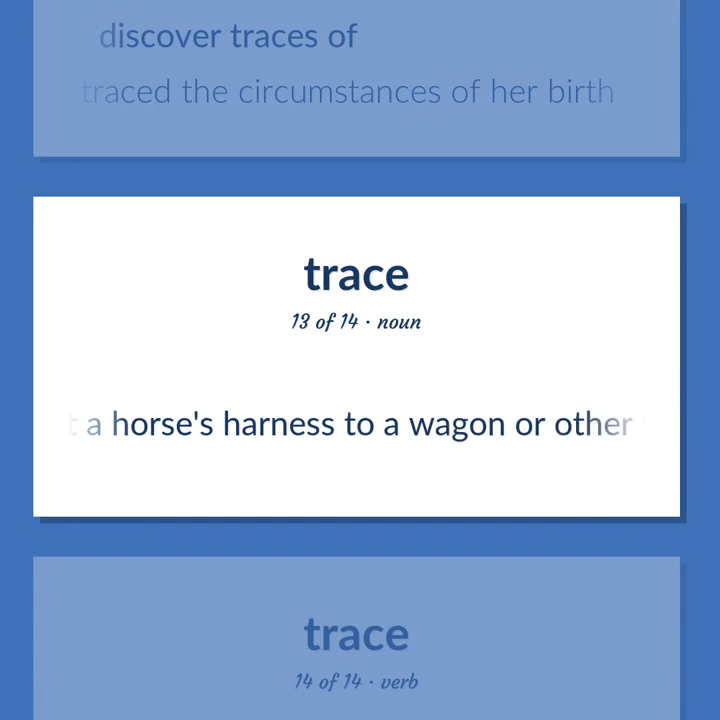 discover traces of
traced the circumstances of her birth
trace
13 of 14 · noun
a horse's harness to a wagon or other
trace
14 of 14 · verb